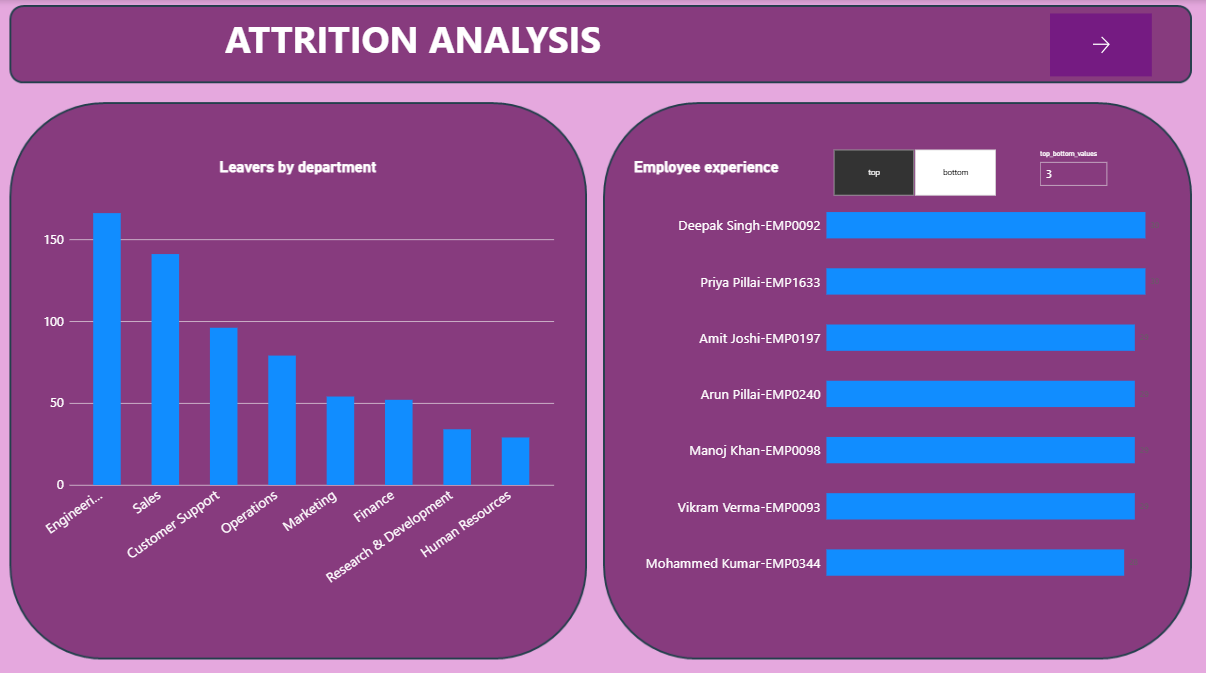 ATTRITION ANALYSIS
Leavers by department
150
100
50
0
Engineeri...
Sales
Customer Support
Operations
Marketing
Finance
Research & Development
Human Resources
Employee experience
top
bottom
top_bottom_values
3
Deepak Singh-EMP0092
Priya Pillai-EMP1633
Amit Joshi-EMP0197
Arun Pillai-EMP0240
Manoj Khan-EMP0098
Vikram Verma-EMP0093
Mohammed Kumar-EMP0344